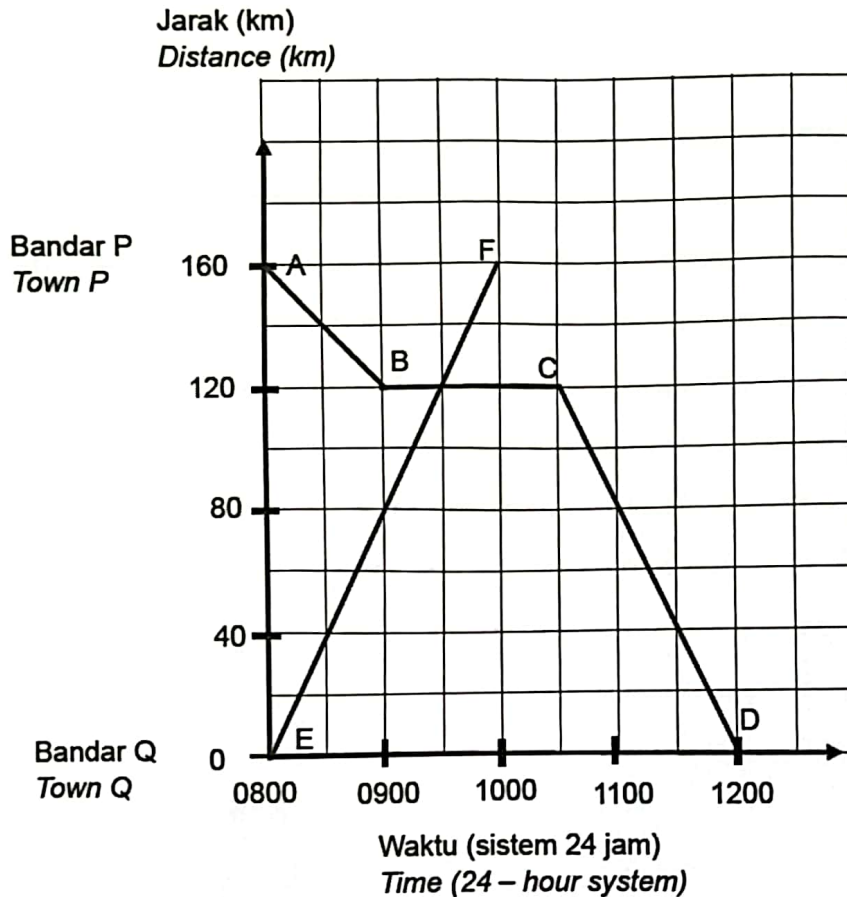 Jarak (km)
Distance (km)
Bandar P
Town P
160
A
F
B
120
C
80
40
Bandar Q
Town Q
0
E
D
0800 0900 1000 1100 1200
Waktu (sistem 24 jam)
Time (24 – hour system)